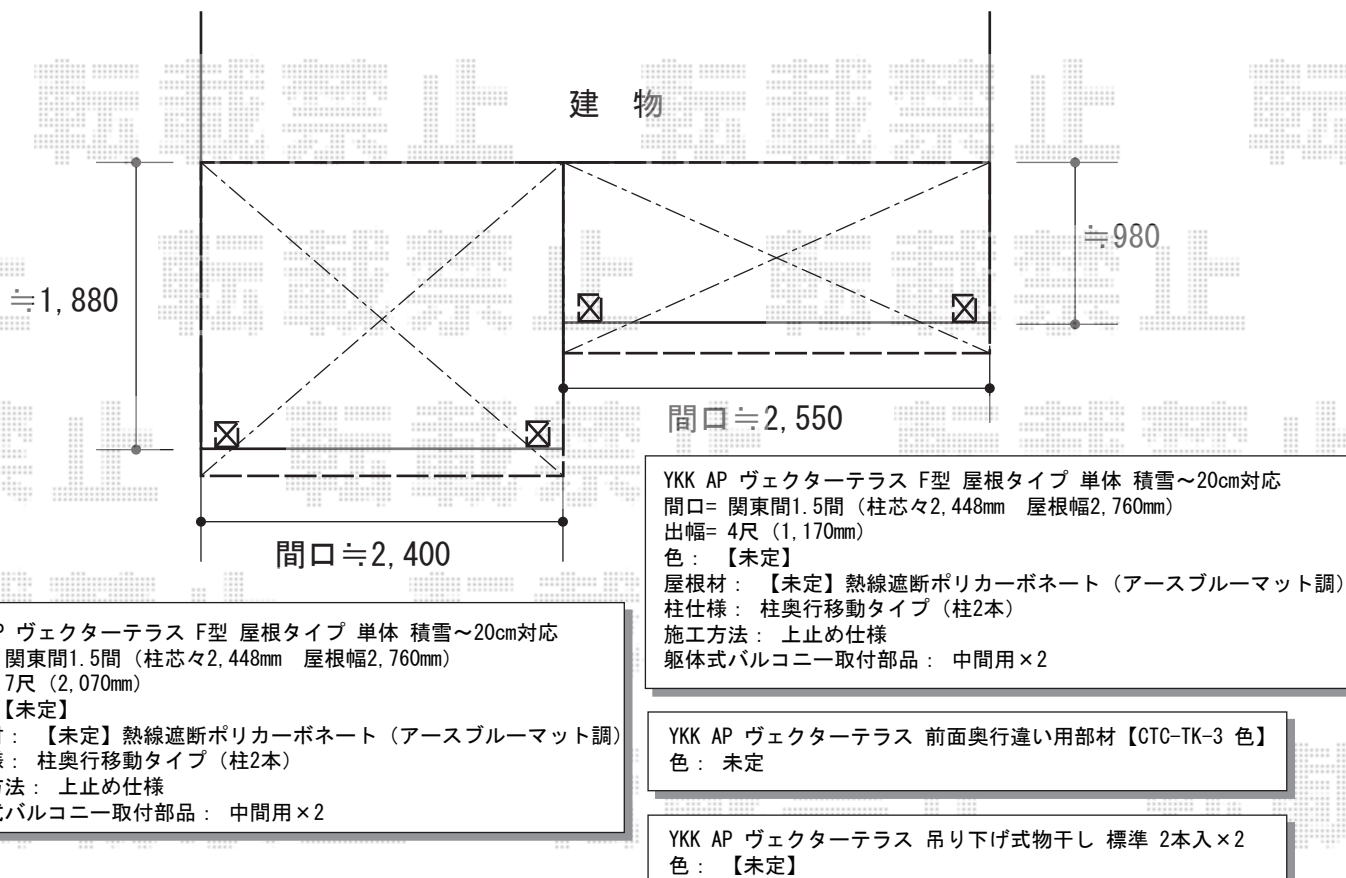 建 物
≒1,880
≒980
間口≒2,550
間口≒2,400
YKK AP ヴェクターテラス F型 屋根タイプ 単体 積雪～20cm対応
間口= 関東間1.5間（柱芯々2,448mm 屋根幅2,760mm）
出幅= 4尺（1,170mm）
色： 【未定】
屋根材： 【未定】熱線遮断ポリカーボネート（アースブルーマット調）
柱仕様： 柱奥行移動タイプ（柱2本）
施工方法： 上止め仕様
躯体式バルコニー取付部品： 中間用×2
ヴェクターテラス F型 屋根タイプ 単体 積雪～20cm対応
関東間1.5間（柱芯々2,448mm 屋根幅2,760mm）
7尺（2,070mm）
【未定】
： 【未定】熱線遮断ポリカーボネート（アースブルーマット調）
： 柱奥行移動タイプ（柱2本）
方法： 上止め仕様
バルコニー取付部品： 中間用×2
YKK AP ヴェクターテラス 前面奥行違い用部材【CTC-TK-3 色】
色： 未定
YKK AP ヴェクターテラス 吊り下げ式物干し 標準 2本入×2
色： 【未定】
転載禁止